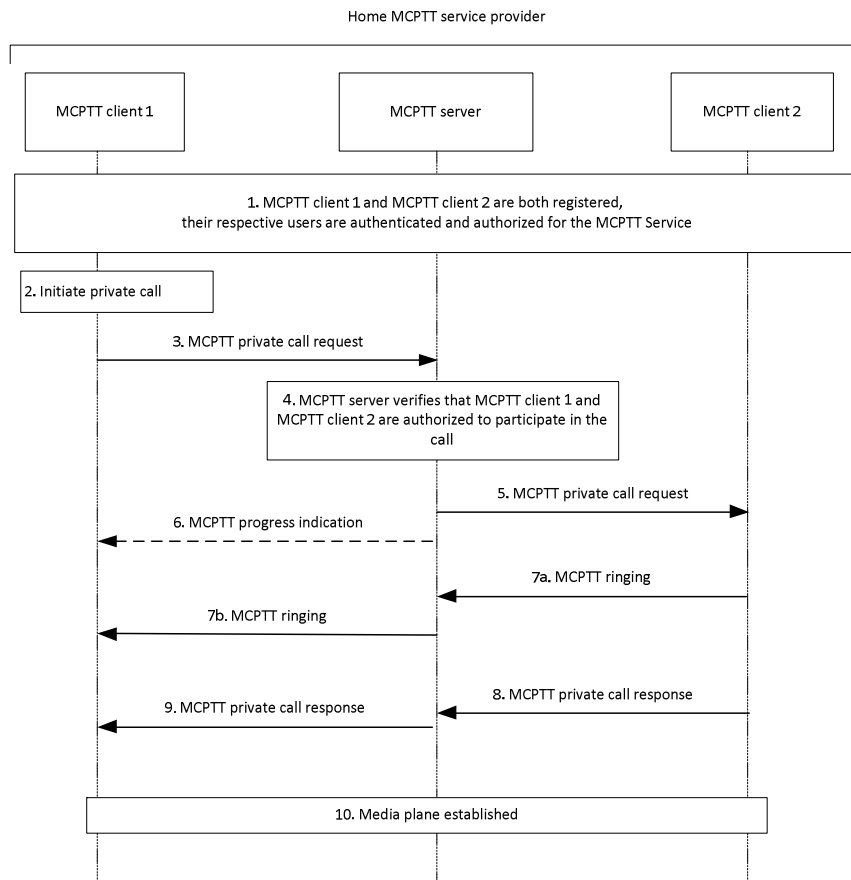 Home MCPTT service provider
MCPTT client 1
MCPTT server
MCPTT client 2
1. MCPTT client 1 and MCPTT client 2 are both registered,
their respective users are authenticated and authorized for the MCPTT Service
2. Initiate private call
3. MCPTT private call request
4. MCPTT server verifies that MCPTT client 1 and
MCPTT client 2 are authorized to participate in the
call
5. MCPTT private call request
6. MCPTT progress indication
7a. MCPTT ringing
7b. MCPTT ringing
8. MCPTT private call response
9. MCPTT private call response
10. Media plane established